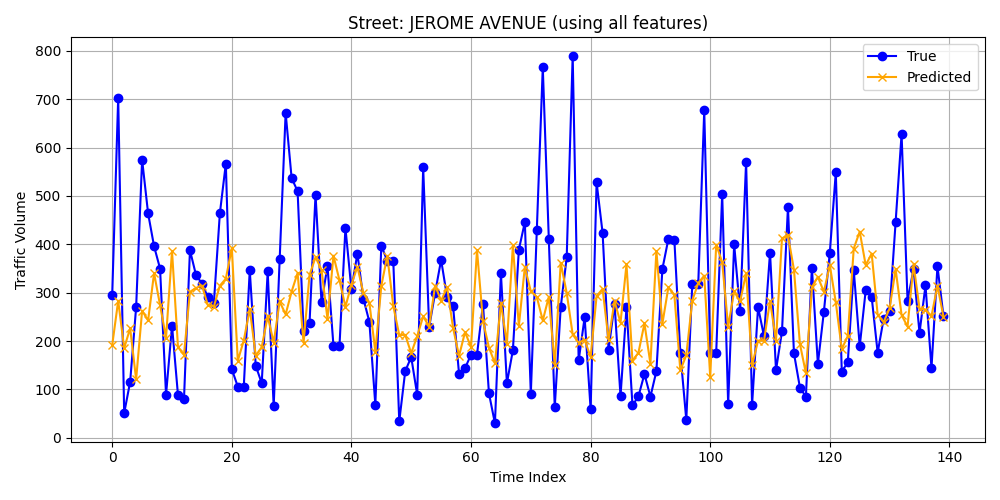 Street: JEROME AVENUE (using all features)
True
Predicted
Traffic Volume
800
700
600
500
400
300
200
100
0
0 20 40 60 80 100 120 140
Time Index